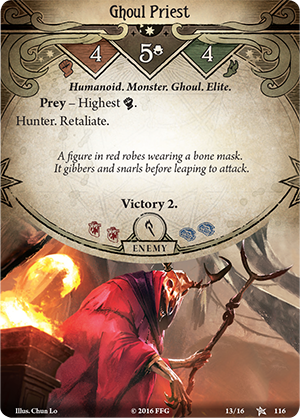 Ghoul Priest
4 5 4
Humanoid. Monster. Ghoul. Elite.
Prey – Highest .
Hunter. Retaliate.
A figure in red robes wearing a bone mask.
It gibbers and snarls before leaping to attack.
Victory 2.
ENEMY
Illus. Chun Lo © 2016 FFG 13/16 116